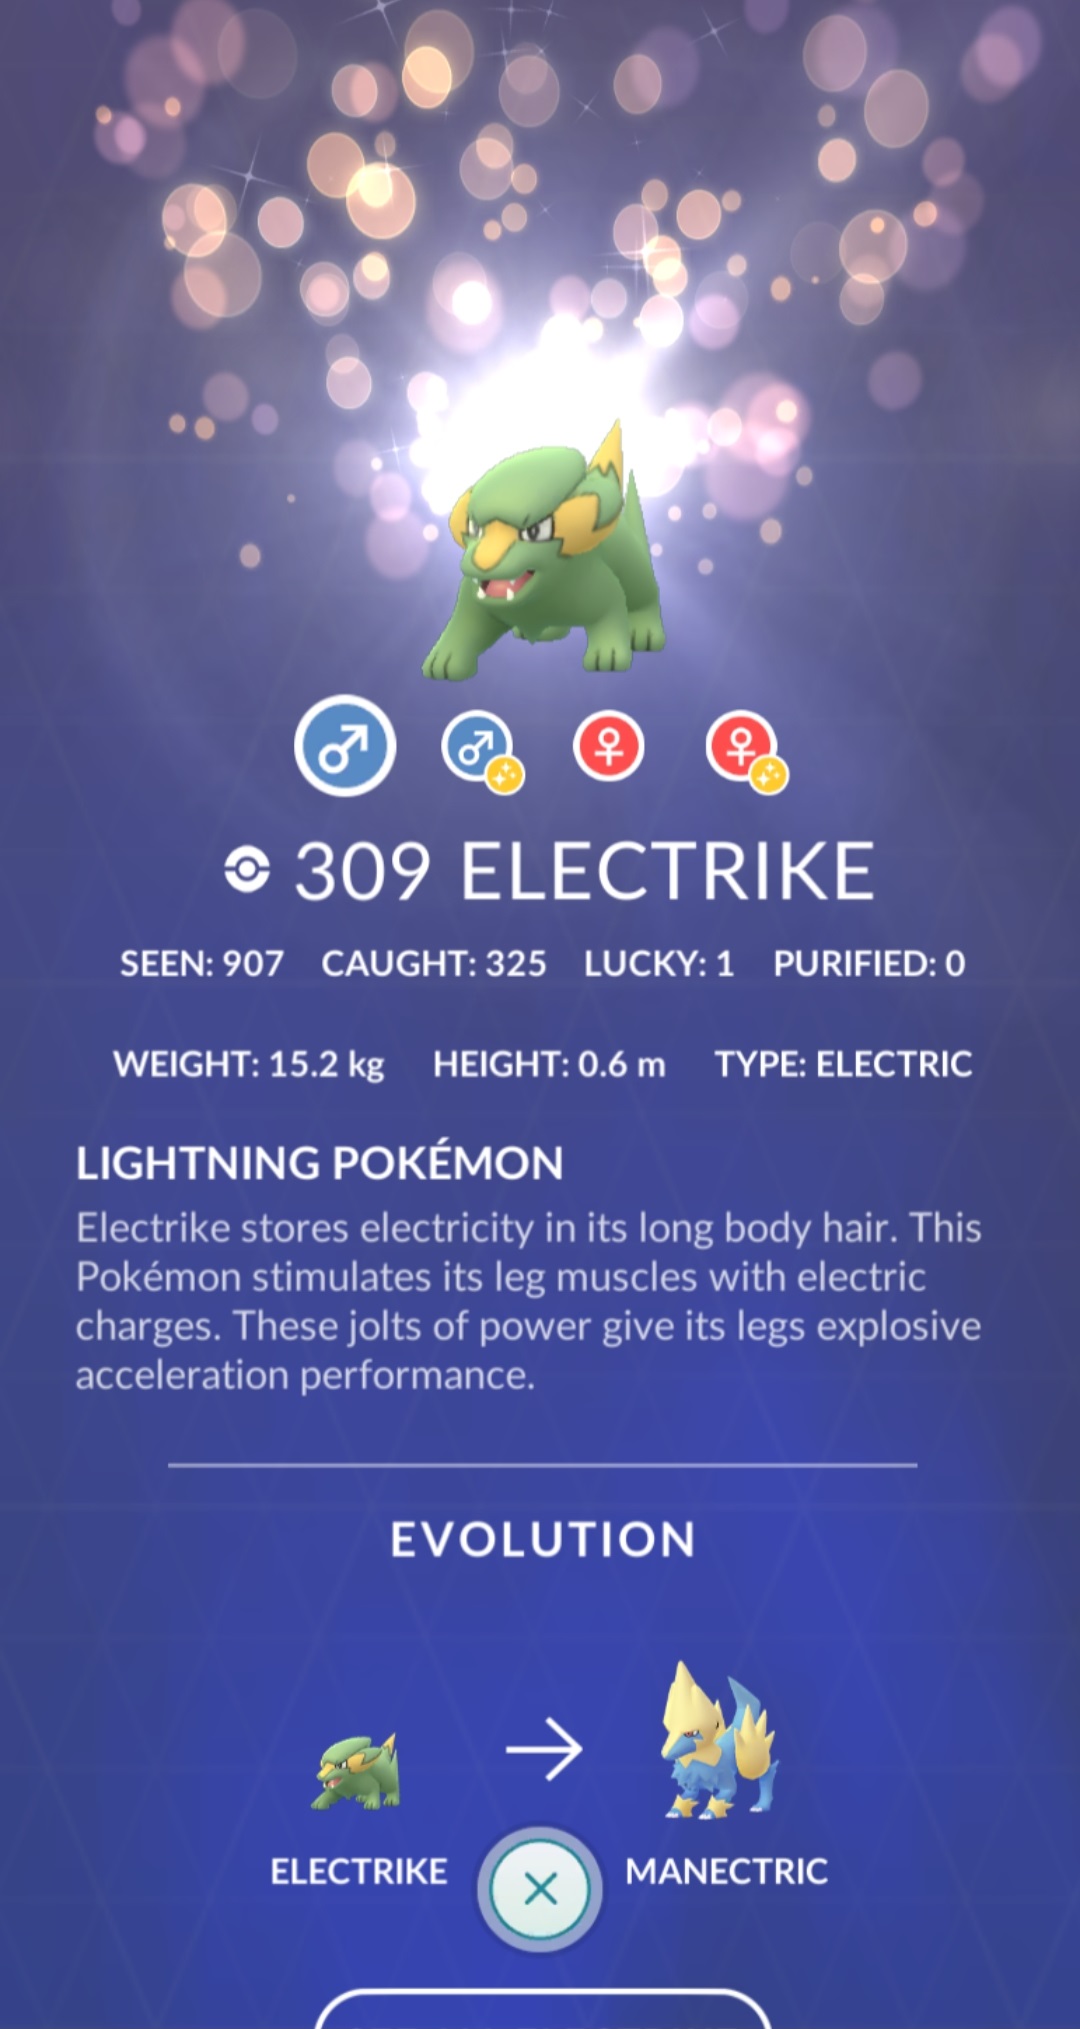 309 ELECTRIKE
SEEN: 907 CAUGHT: 325 LUCKY: 1 PURIFIED: 0
WEIGHT: 15.2 kg HEIGHT: 0.6 m TYPE: ELECTRIC
LIGHTNING POKÉMON
Electrike stores electricity in its long body hair. This
Pokémon stimulates its leg muscles with electric
charges. These jolts of power give its legs explosive
acceleration performance.
EVOLUTION
ELECTRIKE MANECTRIC